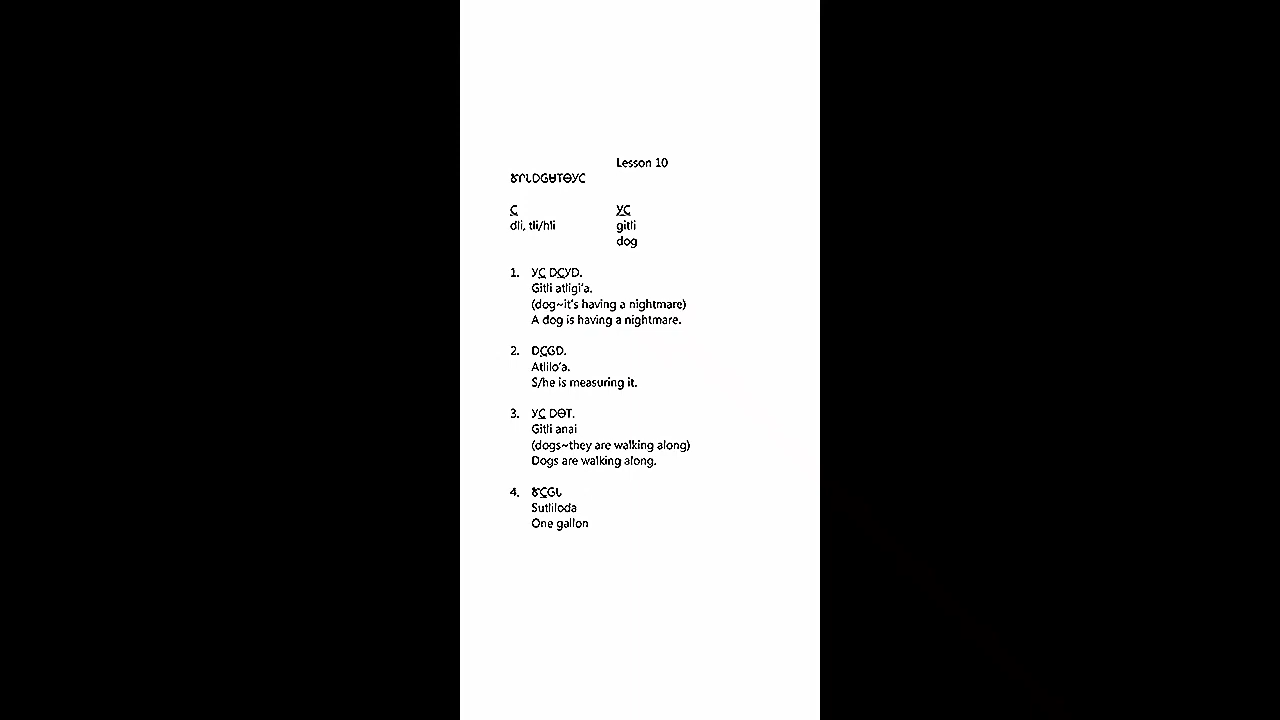 Lesson 10
ᏑᎵᏓᎠᎶᏌᎢᎾᎩᏟ
Ꮯ ᎩᏟ
dli, tli/hli gitli
dog
1. ᎩᏟ ᎠᏟᎩᎠ.
Gitli atligi’a.
(dog~it’s having a nightmare)
A dog is having a nightmare.
2. ᎠᏟᎶᎠ.
Atlilo’a.
S/he is measuring it.
3. ᎩᏟ ᎠᎾᎢ.
Gitli anai
(dogs~they are walking along)
Dogs are walking along.
4. ᏑᏟᎶᏓ
Sutliloda
One gallon